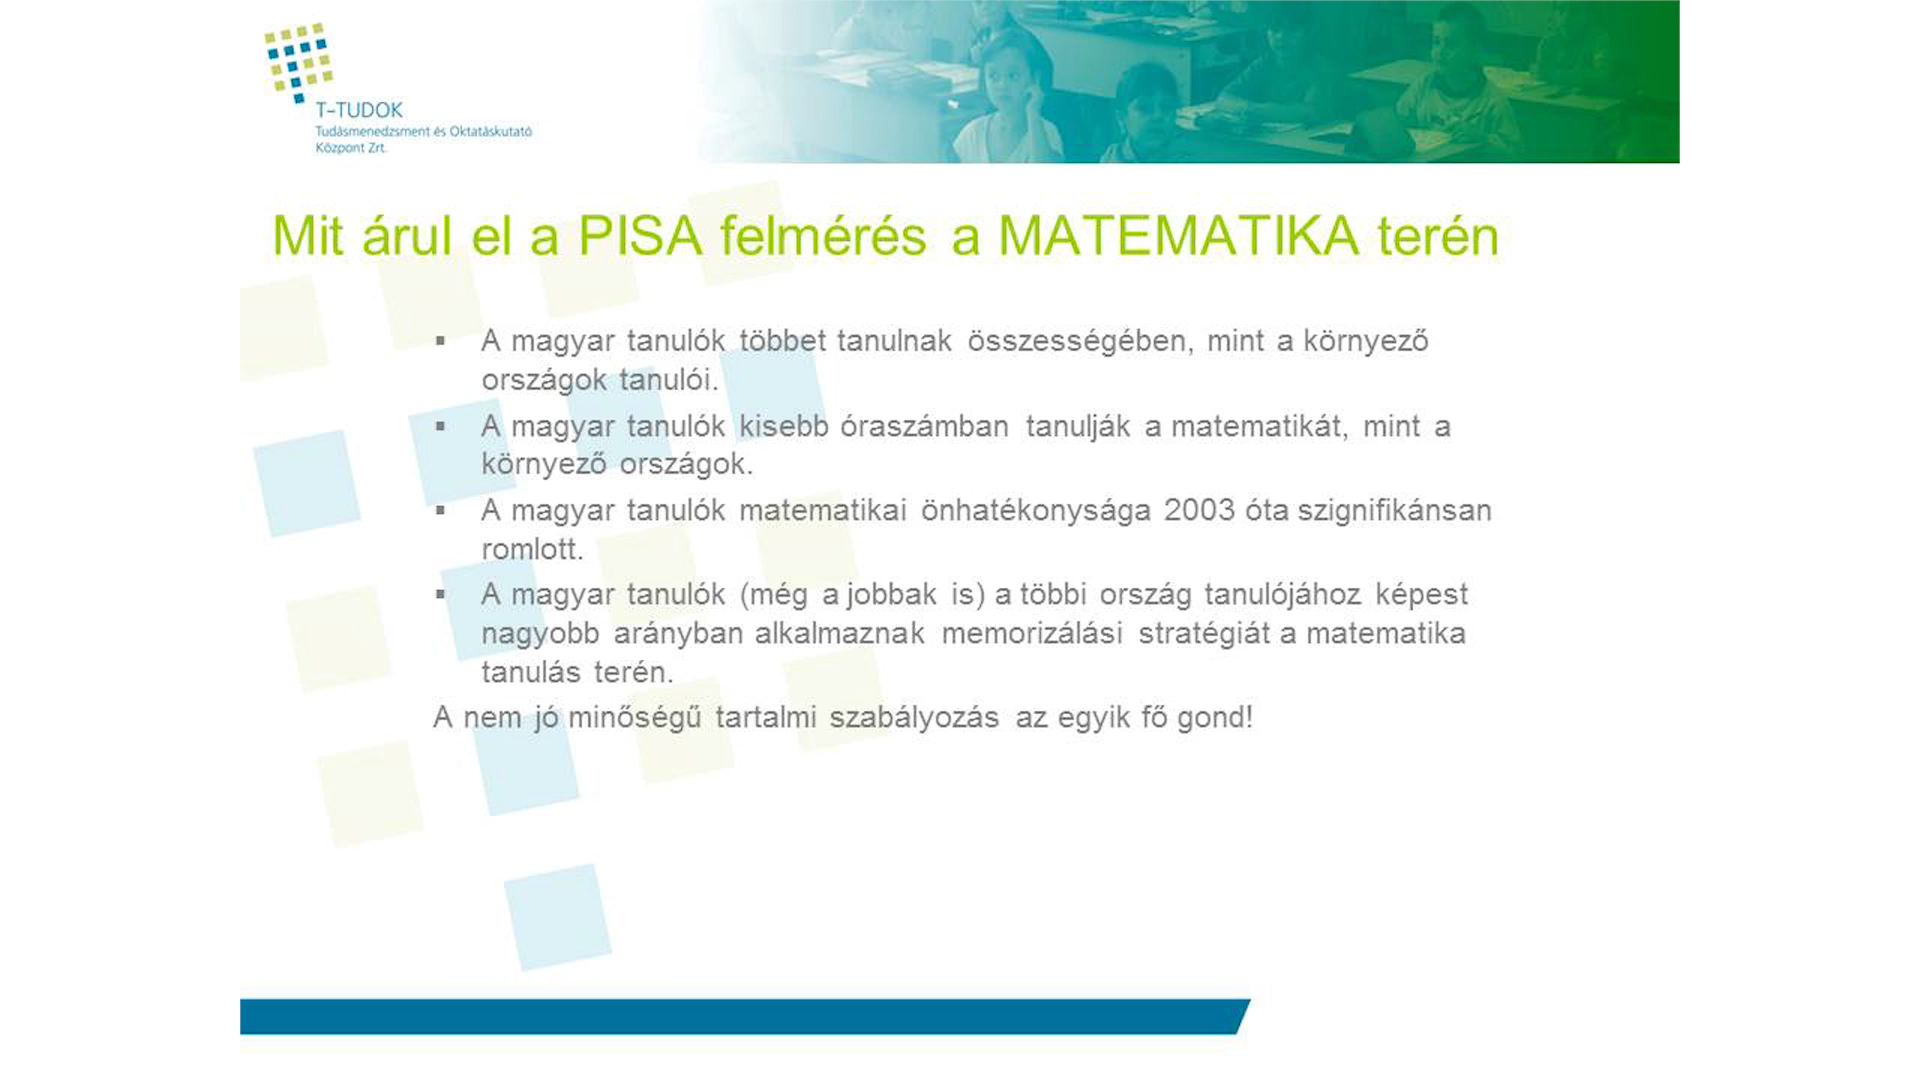 T-TUDOK
Tudásmenedzsment és Oktatáskutató
Központ Zrt.
Mit árul el a PISA felmérés a MATEMATIKA terén
▪ A magyar tanulók többet tanulnak összességében, mint a környező
országok tanulói.
▪ A magyar tanulók kisebb óraszámban tanulják a matematikát, mint a
környező országok.
▪ A magyar tanulók matematikai önhatékonysága 2003 óta szignifikánsan
romlott.
▪ A magyar tanulók (még a jobbak is) a többi ország tanulójához képest
nagyobb arányban alkalmaznak memorizálási stratégiát a matematika
tanulás terén.
A nem jó minőségű tartalmi szabályozás az egyik fő gond!